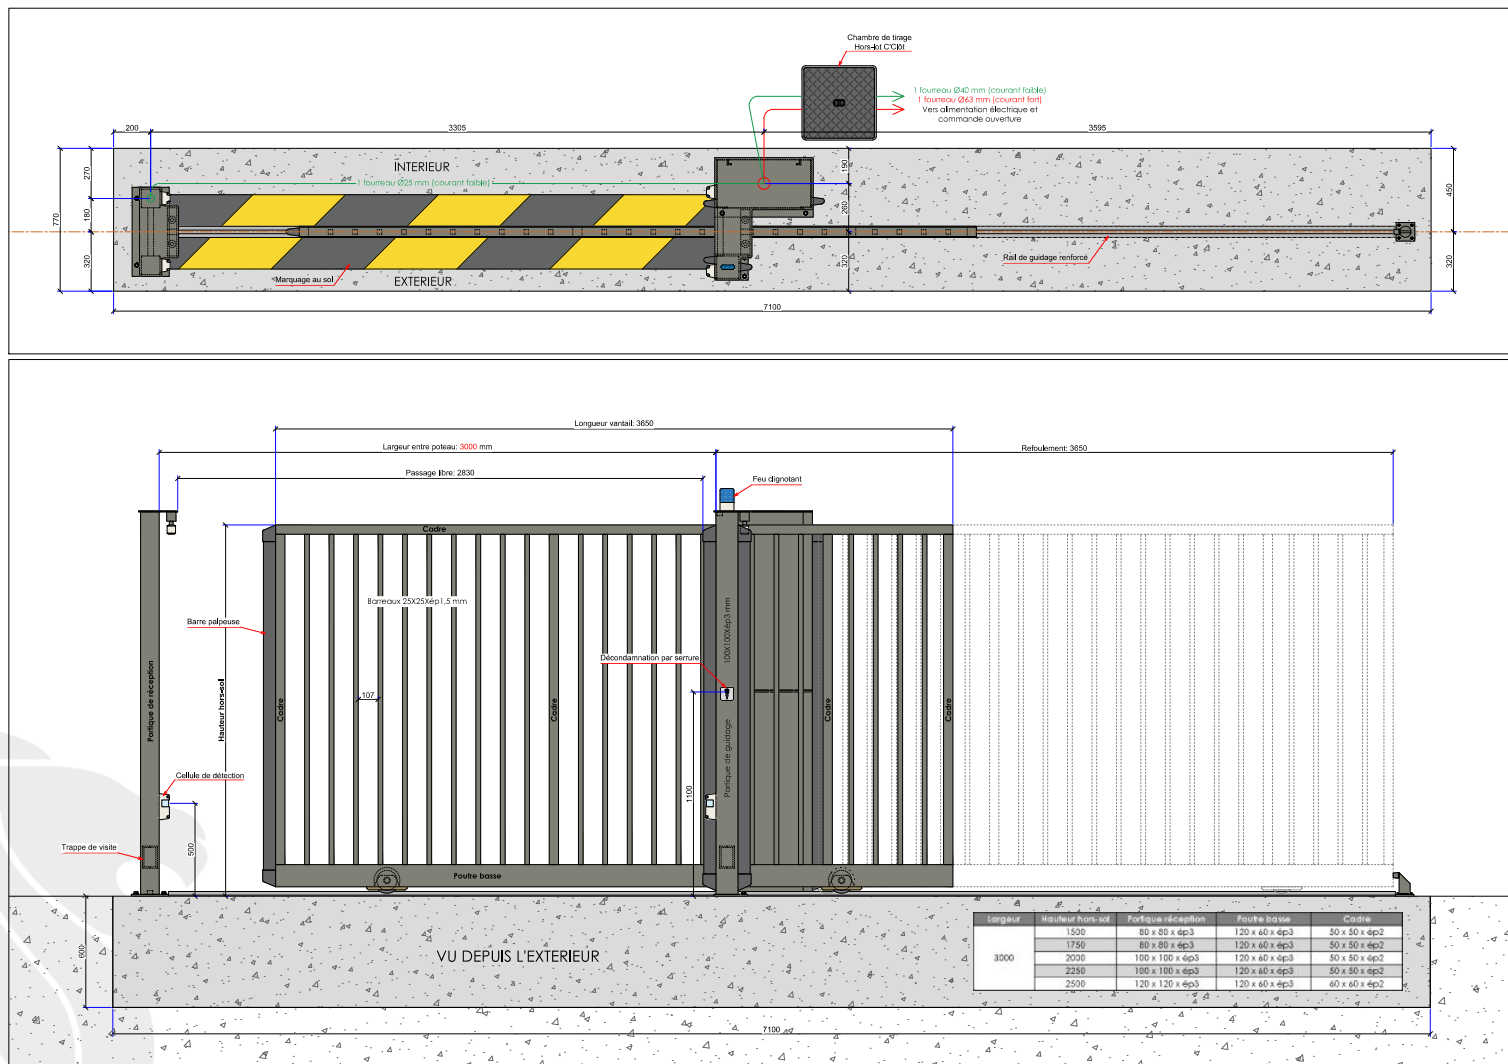 Chambre de tirage
Hors-lot C'Clôt
1 fourreau Ø40 mm (courant faible)
1 fourreau Ø63 mm (courant fort)
Vers alimentation électrique et
commande ouverture
200
3305
3595
INTERIEUR
1 fourreau Ø25 mm (courant faible)
770
270
180
320
190
260
320
450
320
Rail de guidage renforcé
Marquage au sol
EXTERIEUR
7100
Longueur vantail: 3650
Largeur entre poteau: 3000 mm
Refoulement: 3650
Passage libre: 2830
Feu clignotant
Cadre
Barreaux 25X25Xép1,5 mm
Barre palpeuse
100X100Xép3 mm
Décondamnation par serrure
Portique de réception
Hauteur hors-sol
107
Cadre
Cadre
Cadre
Cadre
Portique de guidage
1100
Cellule de détection
500
Trappe de visite
Poutre basse
600
VU DEPUIS L'EXTERIEUR
Largeur Hauteur hors-sol Portique réception Poutre basse Cadre
3000
1500 80 x 80 x ép3 120 x 60 x ép3 50 x 50 x ép2
1750 80 x 80 x ép3 120 x 60 x ép3 50 x 50 x ép2
2000 100 x 100 x ép3 120 x 60 x ép3 50 x 50 x ép2
2250 100 x 100 x ép3 120 x 60 x ép3 50 x 50 x ép2
2500 120 x 120 x ép3 120 x 60 x ép3 60 x 60 x ép2
7100